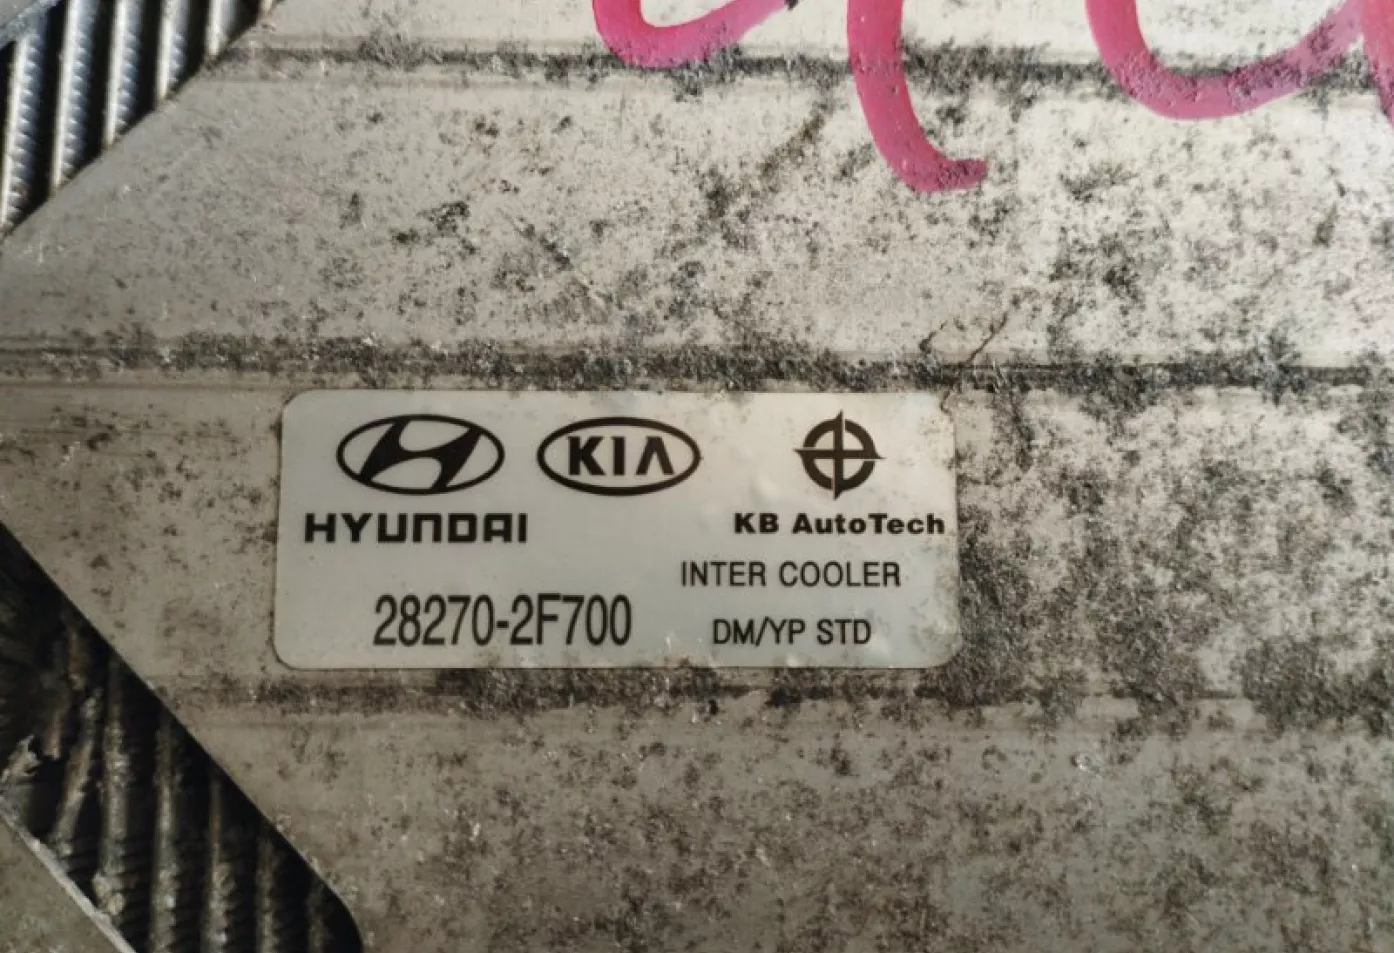 KIA
HYUNDAI
KB AutoTech
INTER COOLER
28270-2F700
DM/YP STD